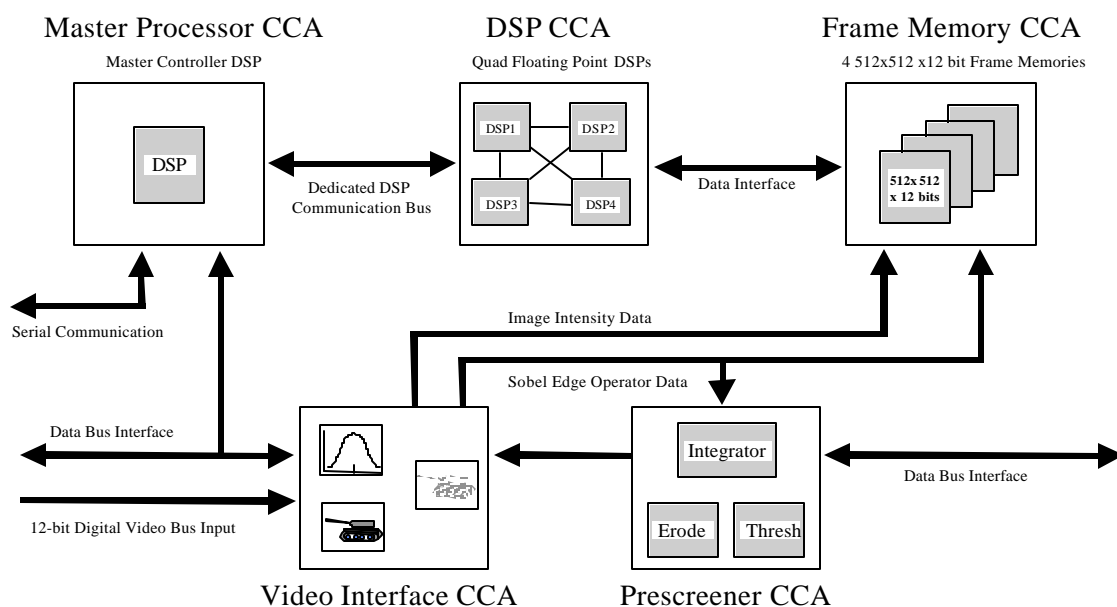 Master Processor CCA
DSP CCA
Frame Memory CCA
Master Controller DSP
Quad Floating Point DSPs
4 512x512 x12 bit Frame Memories
DSP
DSP1
DSP2
DSP3
DSP4
512x 512
x 12 bits
Dedicated DSP
Communication Bus
Data Interface
Serial Communication
Image Intensity Data
Sobel Edge Operator Data
Data Bus Interface
12-bit Digital Video Bus Input
Integrator
Erode
Thresh
Data Bus Interface
Video Interface CCA
Prescreener CCA